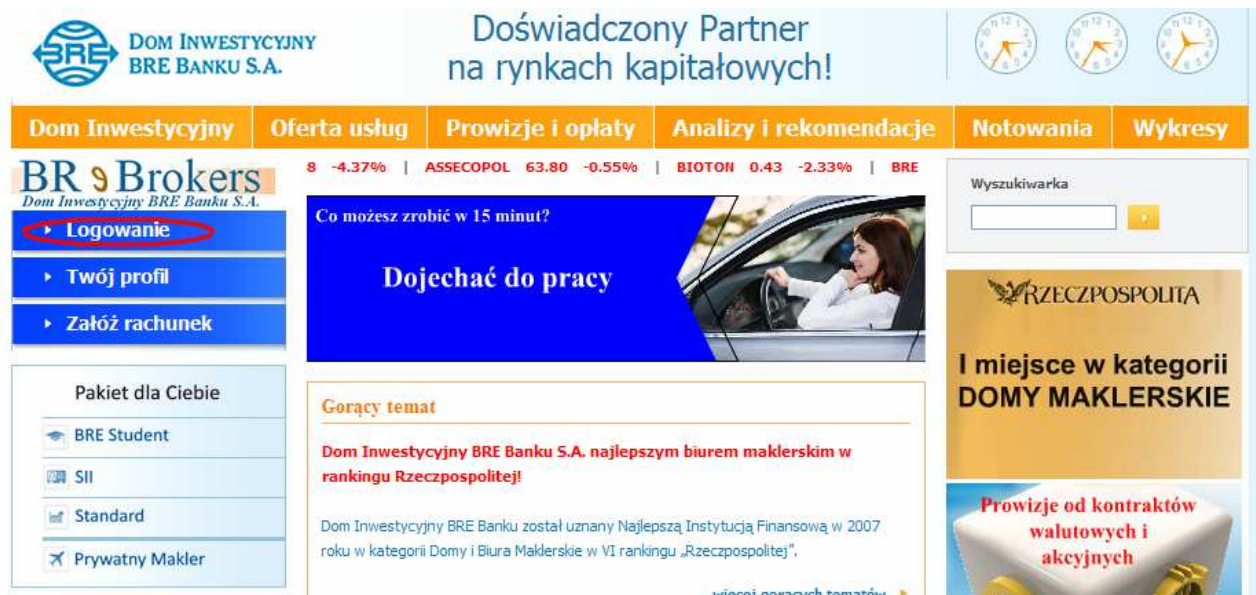 BRE
DOM INWESTYCYJNY
BRE BANKU S.A.
Doświadczony Partner
na rynkach kapitałowych!
Dom Inwestycyjny
Oferta usług
Prowizje i opłaty
Analizy i rekomendacje
Notowania
Wykresy
BR e Brokers
Dom Inwestycyjny BRE Banku S.A.
Logowanie
Twój profil
Załóż rachunek
Pakiet dla Ciebie
BRE Student
SII
Standard
Prywatny Makler
8 -4.37% | ASSECOPOL 63.80 -0.55% | BIOTON 0.43 -2.33% | BRE
Co możesz zrobić w 15 minut?
Dojechać do pracy
Gorący temat
Dom Inwestycyjny BRE Banku S.A. najlepszym biurem maklerskim w
rankingu Rzeczpospolitej!
Dom Inwestycyjny BRE Banku został uznany Najlepszą Instytucją Finansową w 2007
roku w kategorii Domy i Biura Maklerskie w VI rankingu „Rzeczpospolitej”.
więcej gorących tematów
Wyszukiwarka
RZECZPOSPOLITA
I miejsce w kategorii
DOMY MAKLERSKIE
Prowizje od kontraktów
walutowych i
akcyjnych